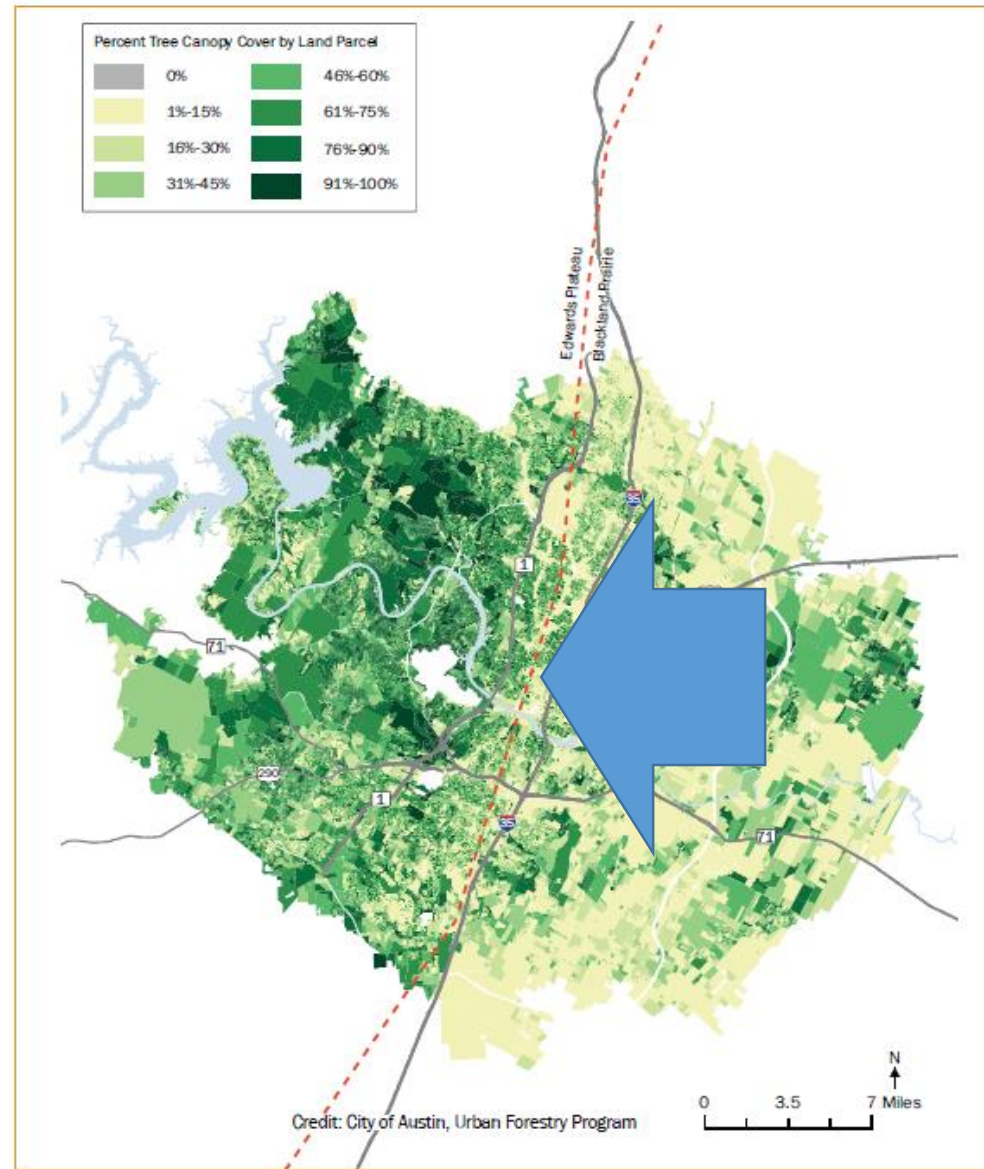 Percent Tree Canopy Cover by Land Parcel
0%
1%-15%
16%-30%
31%-45%
46%-60%
61%-75%
76%-90%
91%-100%
Edwards Plateau
Blackland Prairie
35
1
71
290
1
35
71
N
0 3.5 7 Miles
Credit: City of Austin, Urban Forestry Program